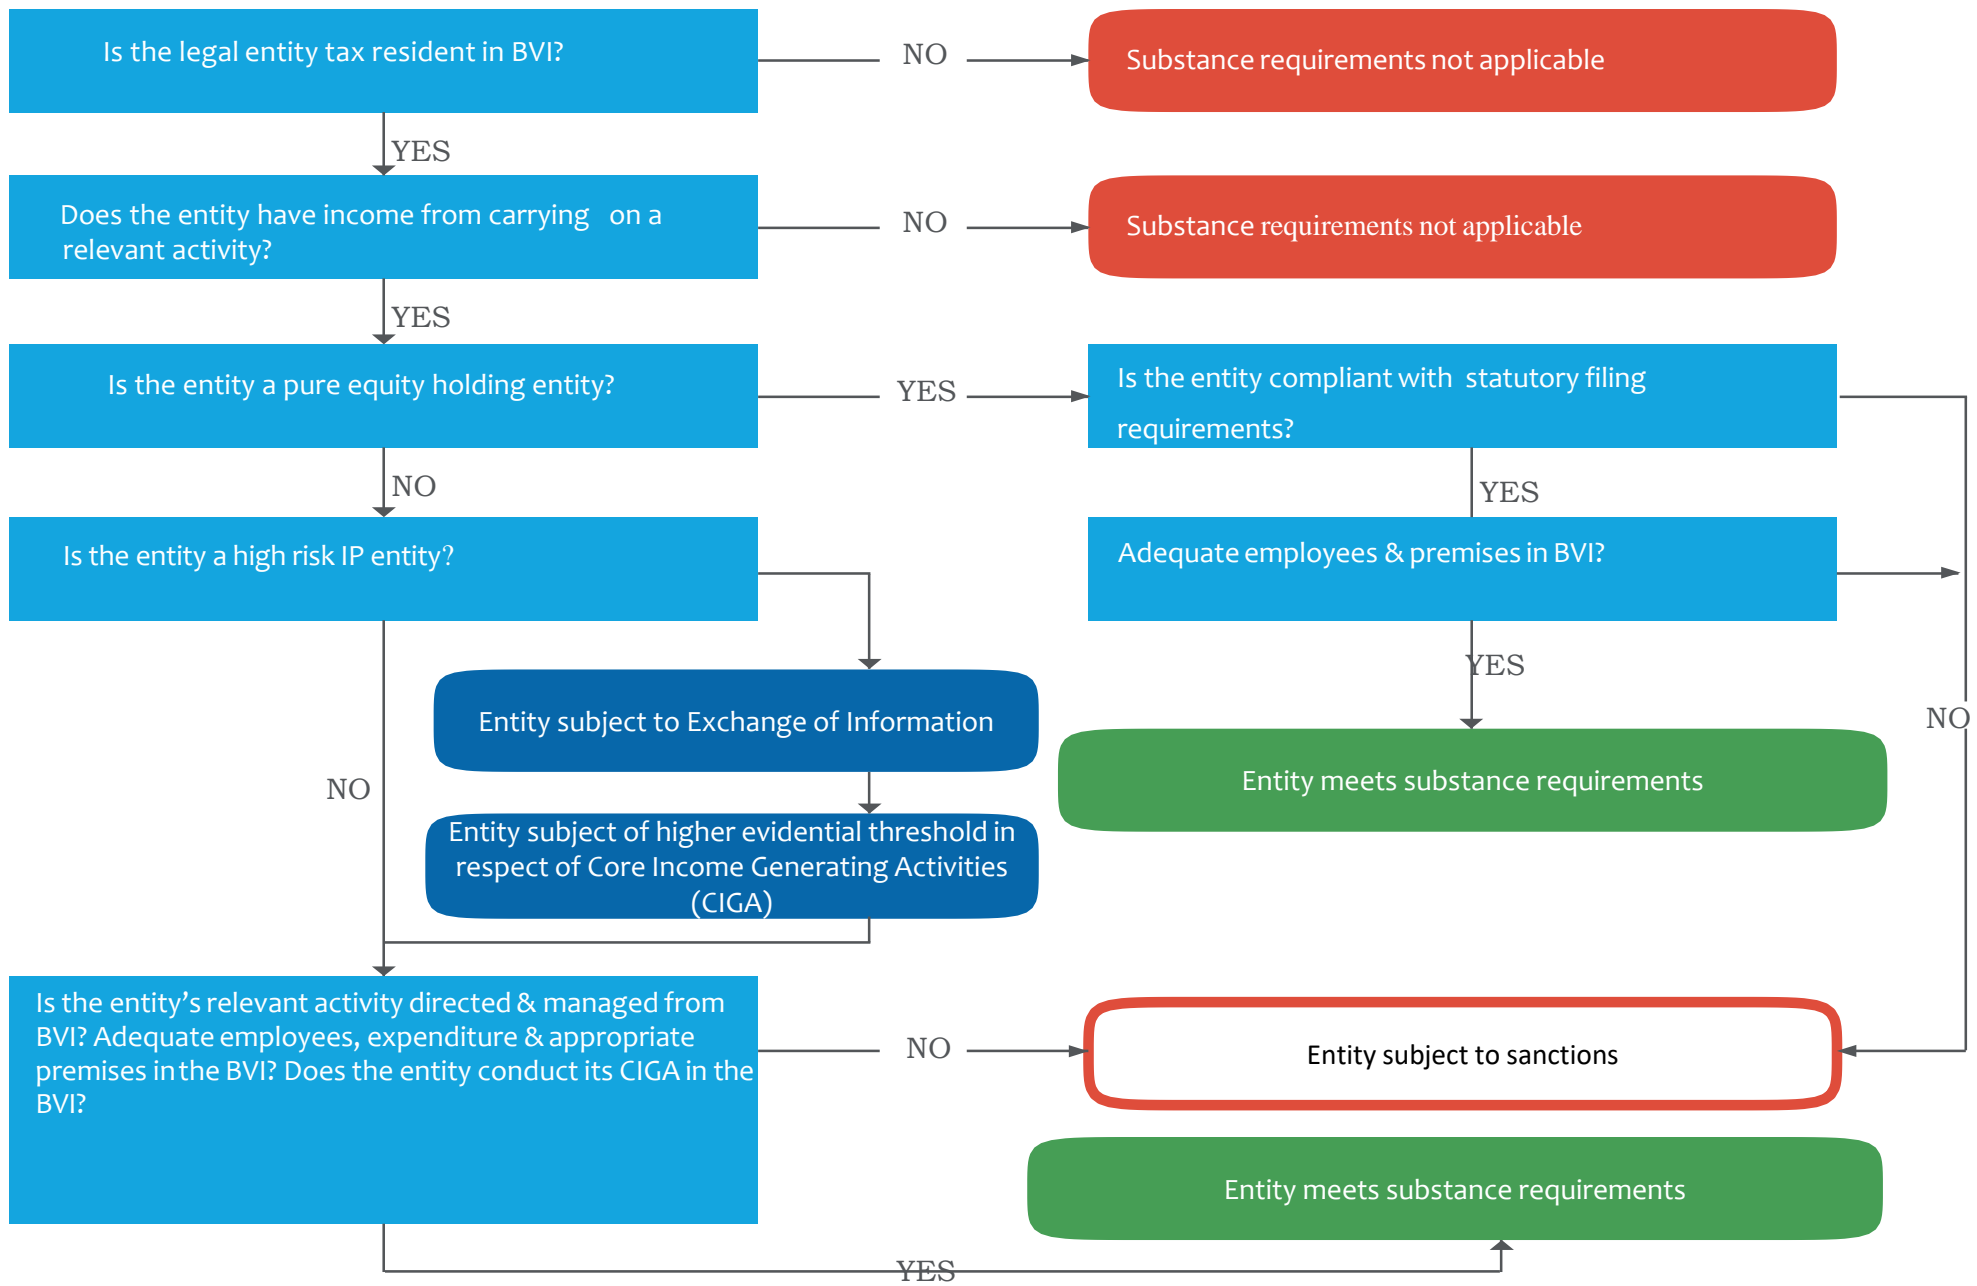 Is the legal entity tax resident in BVI?
NO
Substance requirements not applicable
YES
Does the entity have income from carrying on a
relevant activity?
NO
Substance requirements not applicable
YES
Is the entity a pure equity holding entity?
YES
Is the entity compliant with statutory filing
requirements?
NO
YES
Is the entity a high risk IP entity?
Adequate employees & premises in BVI?
YES
Entity subject to Exchange of Information
NO
Entity meets substance requirements
NO
Entity subject of higher evidential threshold in
respect of Core Income Generating Activities
(CIGA)
Is the entity’s relevant activity directed & managed from
BVI? Adequate employees, expenditure & appropriate
premises in the BVI? Does the entity conduct its CIGA in the
BVI?
NO
Entity subject to sanctions
Entity meets substance requirements
YES